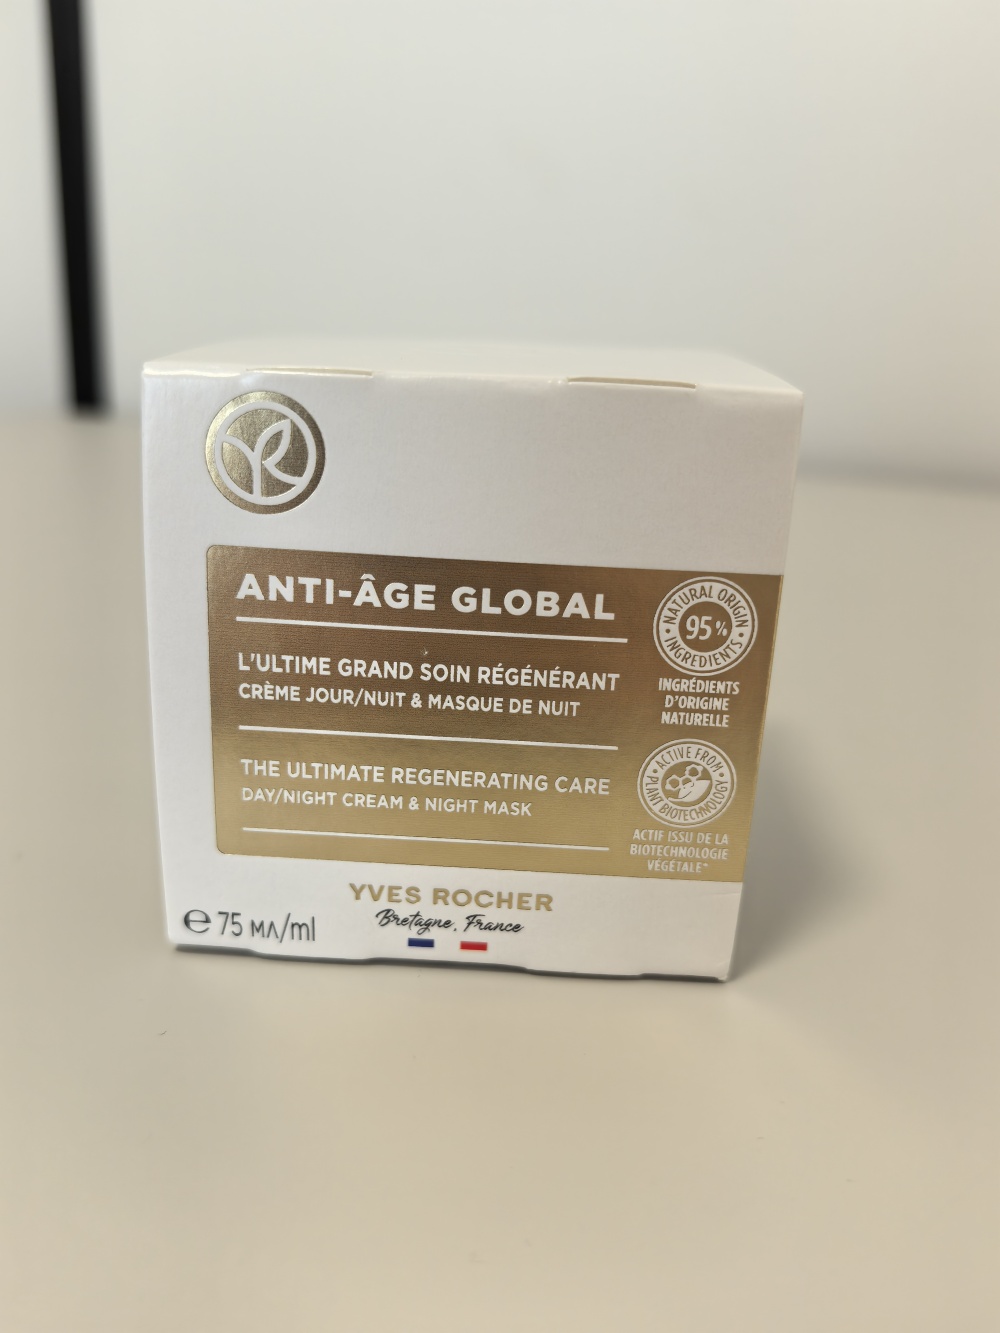 ANTI-ÂGE GLOBAL
L'ULTIME GRAND SOIN RÉGÉNÉRANT
CRÈME JOUR/NUIT & MASQUE DE NUIT
THE ULTIMATE REGENERATING CARE
DAY/NIGHT CREAM & NIGHT MASK
NATURAL ORIGIN
95%
INGREDIENTS
INGRÉDIENTS
D'ORIGINE
NATURELLE
ACTIVE FROM
PLANT BIOTECHNOLOGY
ACTIF ISSU DE LA
BIOTECHNOLOGIE
VÉGÉTALE*
YVES ROCHER
Bretagne, France
℮ 75 мл/ml